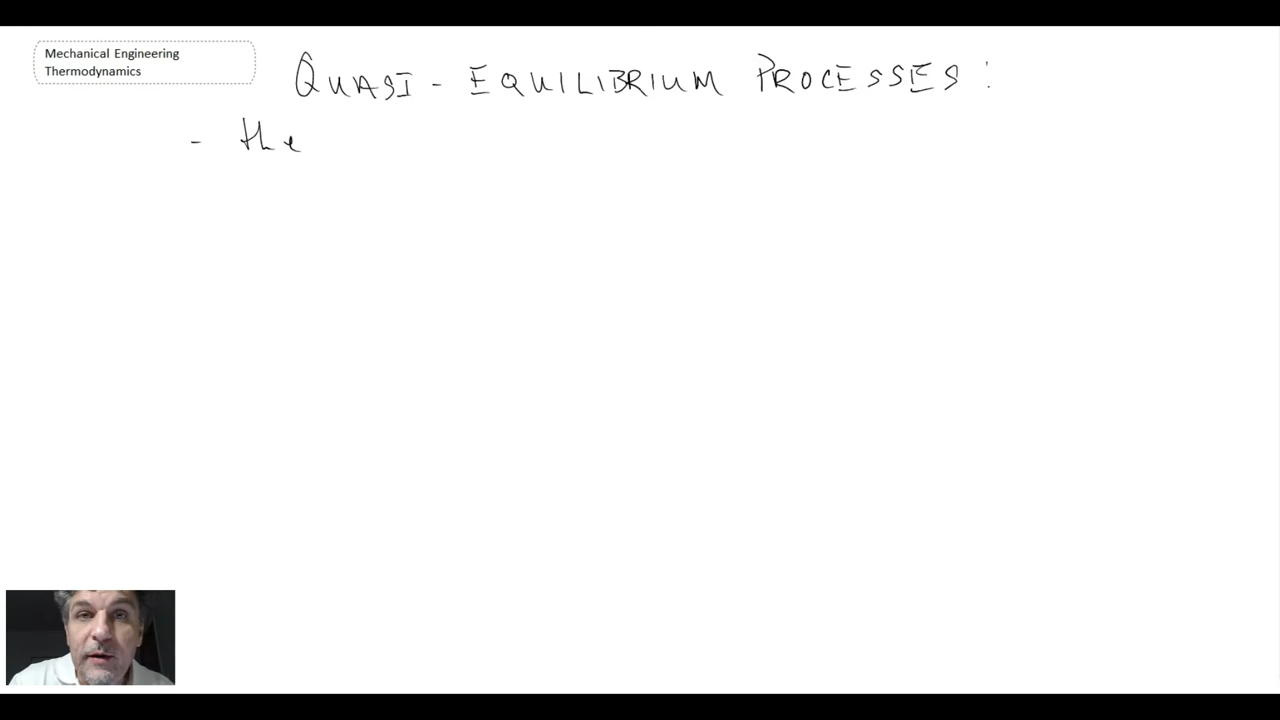 Mechanical Engineering
Thermodynamics
QUASI - EQUILIBRIUM PROCESSES :
- the